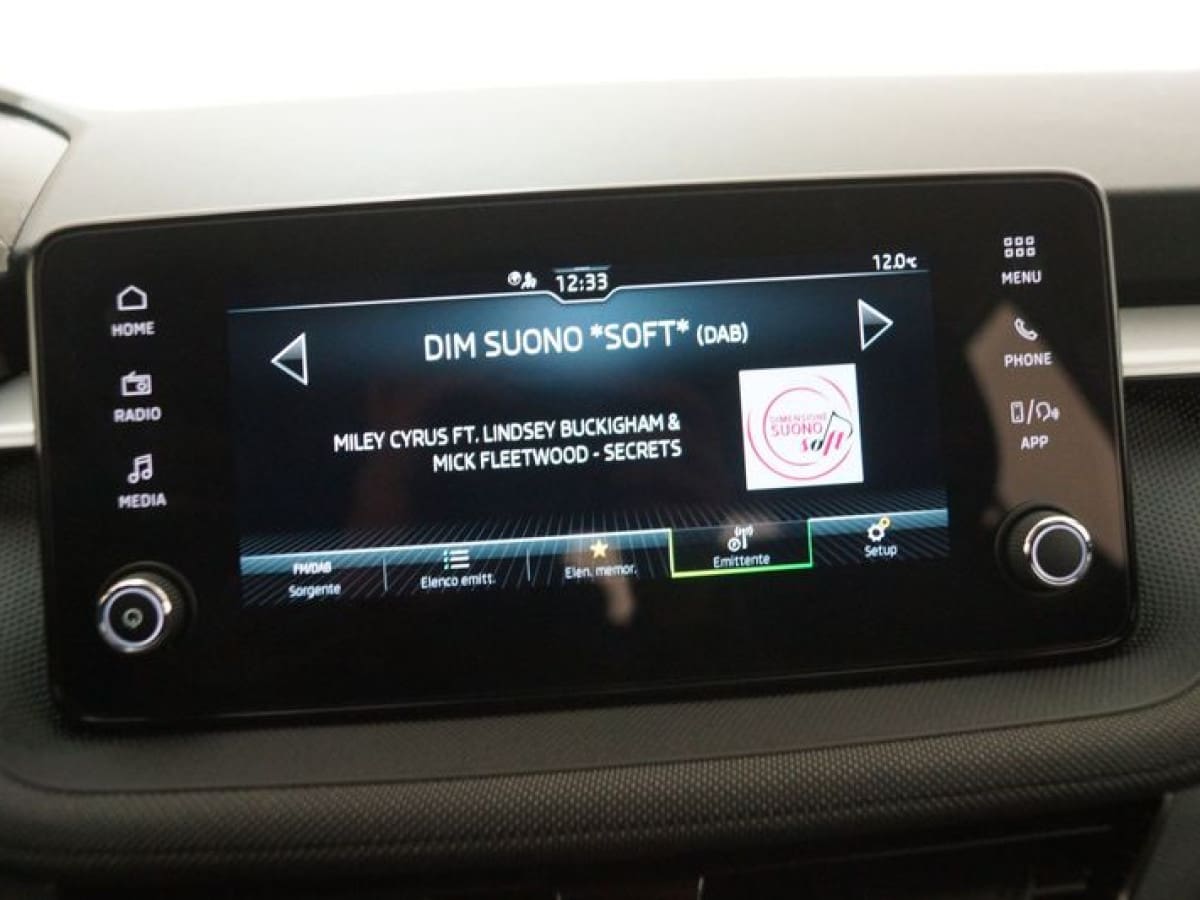 12:33
12.0°C
HOME
RADIO
MEDIA
DIM SUONO *SOFT* (DAB)
MILEY CYRUS FT. LINDSEY BUCKIGHAM &
MICK FLEETWOOD - SECRETS
DIMENSIONE
SUONO
soft
FM/DAB
Sorgente
Elenco emitt.
Elen. memor.
Emittente
Setup
MENU
PHONE
APP